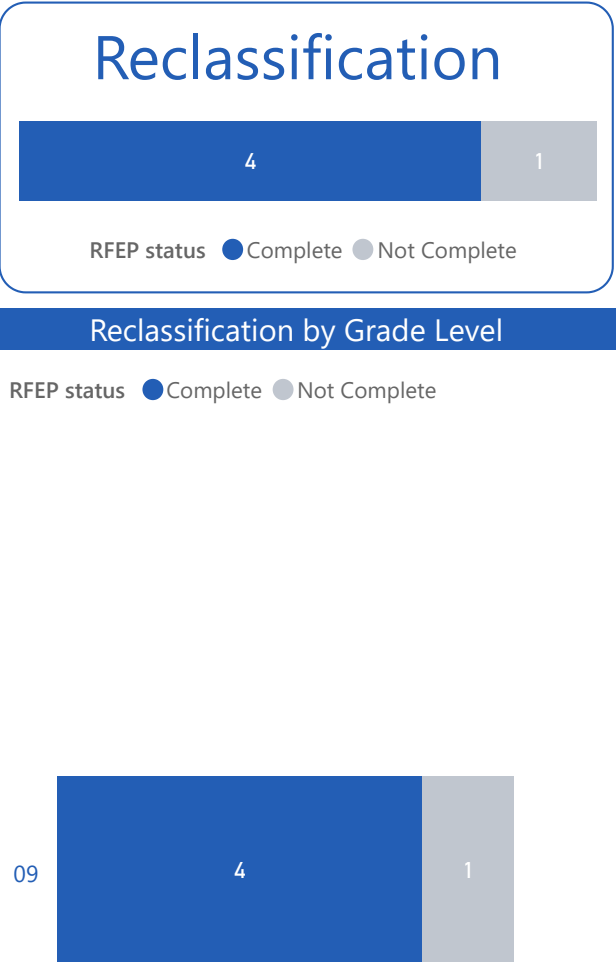 Reclassification
4 1
RFEP status Complete Not Complete
Reclassification by Grade Level
RFEP status Complete Not Complete
09 4 1